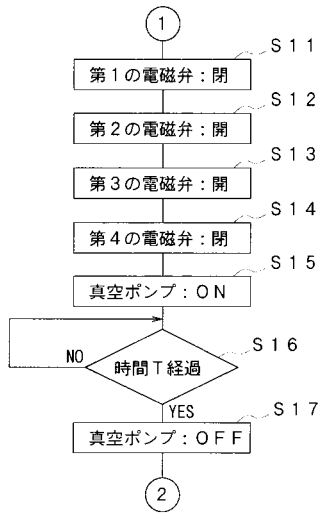 1
S11
第1の電磁弁:閉
S12
第2の電磁弁:開
S13
第3の電磁弁:開
S14
第4の電磁弁:閉
S15
真空ポンプ:ON
S16
時間T経過
NO
YES
S17
真空ポンプ:OFF
2